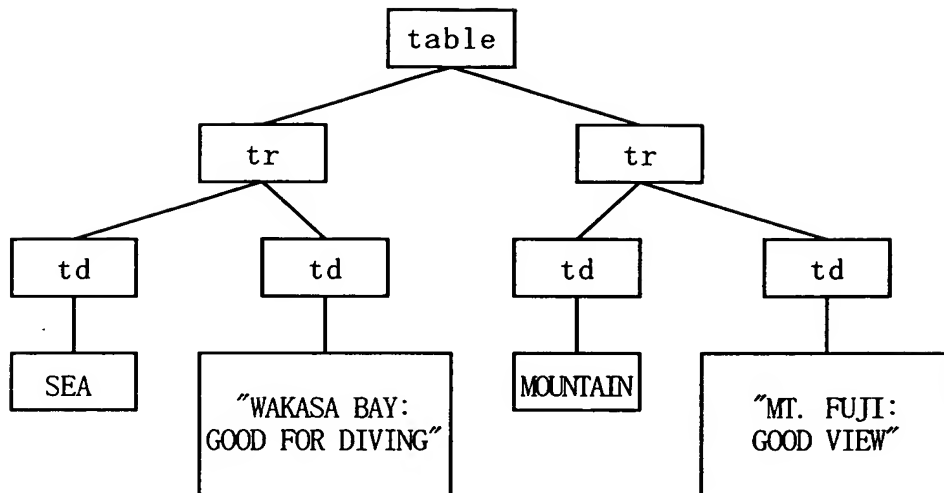 table
tr tr
td td td td
SEA "WAKASA BAY: MOUNTAIN "MT. FUJI:
GOOD FOR DIVING" GOOD VIEW"